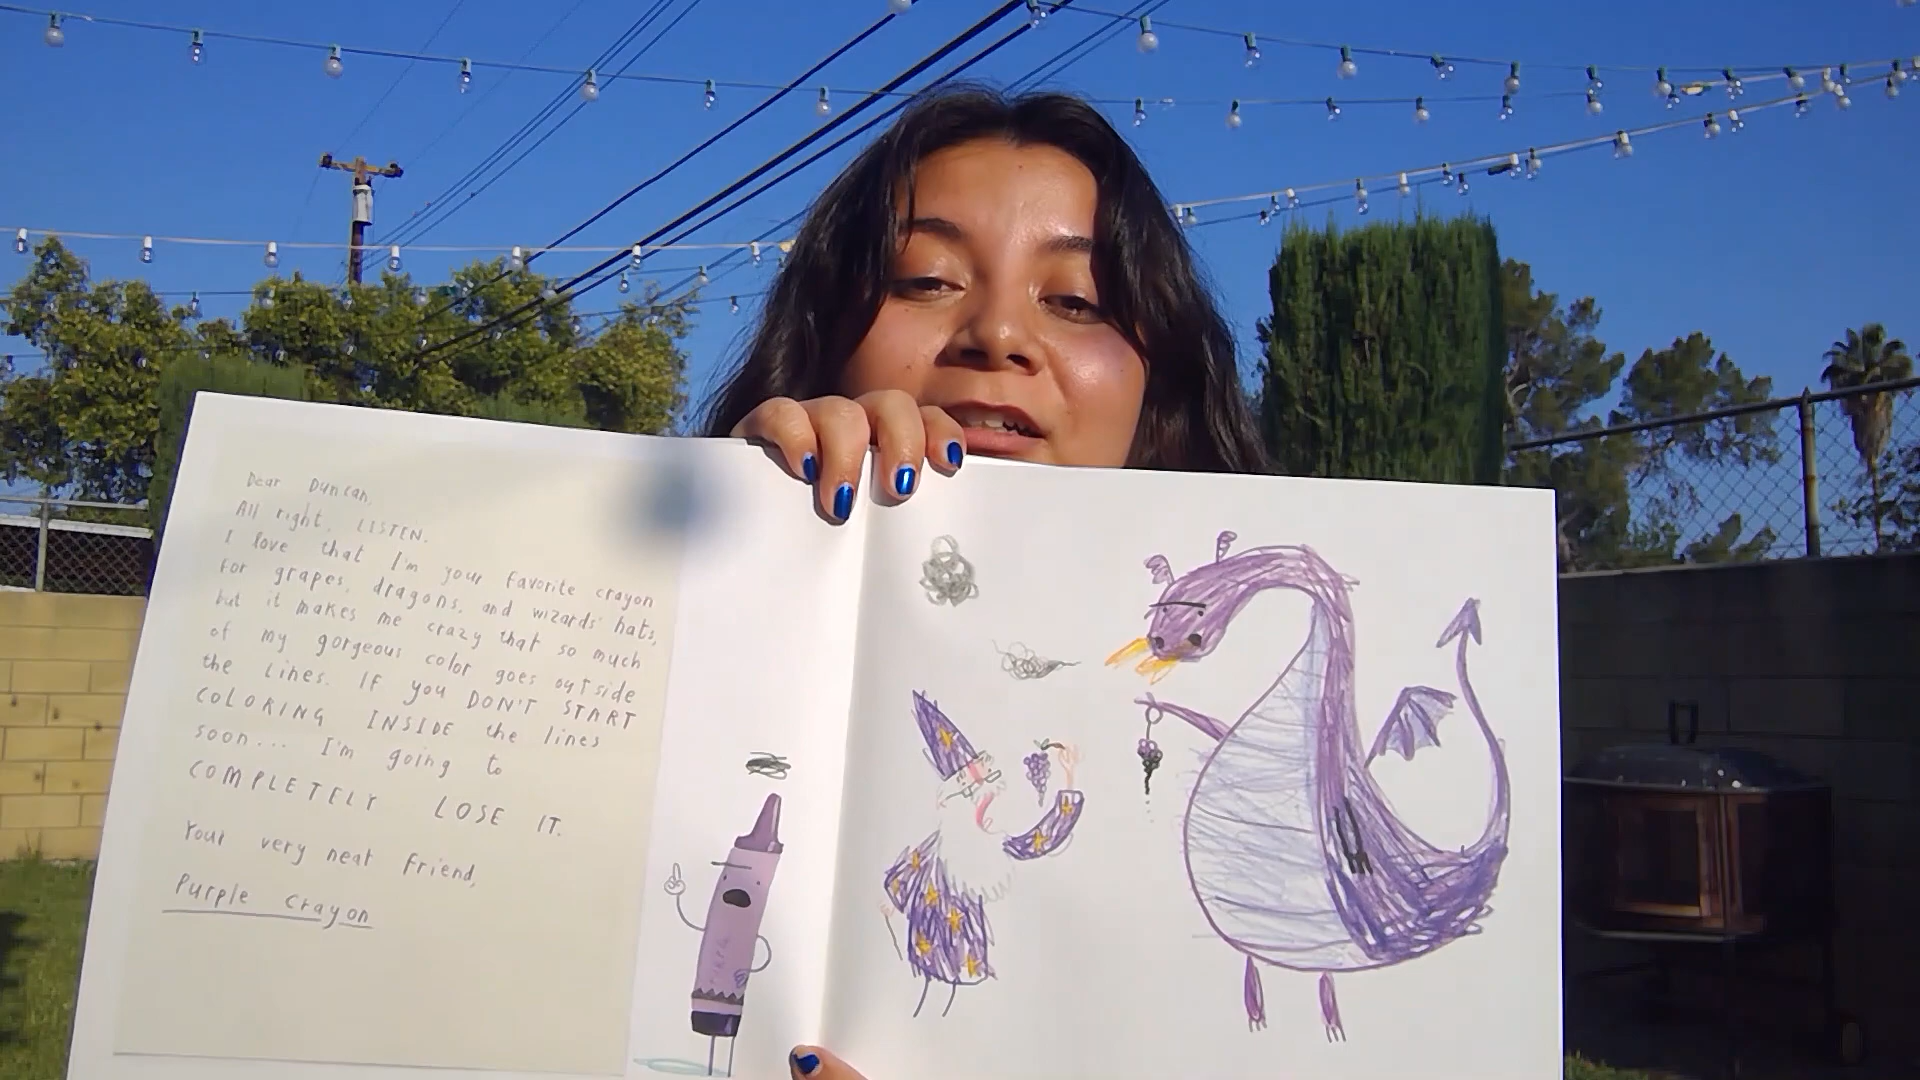 Dear Duncan,
All right, LISTEN.
I love that I'm your favorite crayon
for grapes, dragons, and wizards' hats,
but it makes me crazy that so much
of my gorgeous color goes outside
the lines. If you DON'T START
COLORING INSIDE the lines
soon... I'm going to
COMPLETELY LOSE IT.
Your very neat friend,
Purple crayon